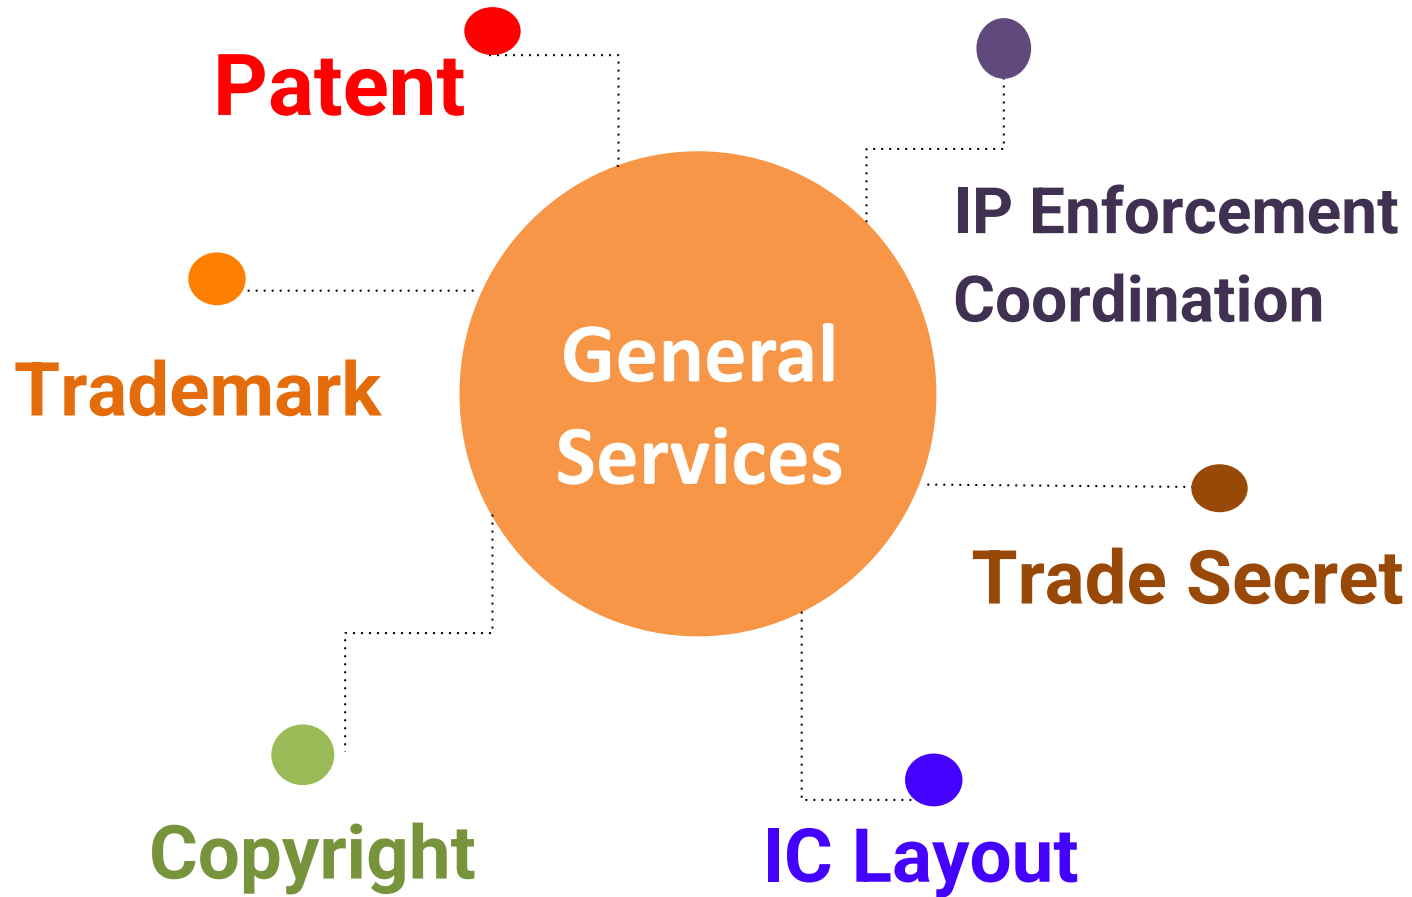 Patent
IP Enforcement
Coordination
Trademark
General
Services
Trade Secret
Copyright
IC Layout